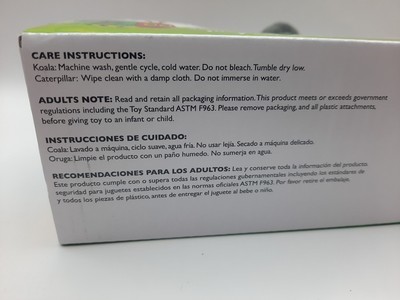 CARE INSTRUCTIONS:
Koala: Machine wash, gentle cycle, cold water. Do not bleach. Tumble dry low.
Caterpillar: Wipe clean with a damp cloth. Do not immerse in water.
ADULTS NOTE: Read and retain all packaging information. This product meets or exceeds government
regulations including the Toy Standard ASTM F963. Please remove packaging, and all plastic attachments,
before giving toy to an infant or child.
INSTRUCCIONES DE CUIDADO:
Coala: Lavado a máquina, ciclo suave, agua fría. No usar lejía. Secado a máquina delicado.
Oruga: Limpie el producto con un paño humedo. No sumerja en agua.
RECOMENDACIONES PARA LOS ADULTOS: Lea y conserve toda la información del producto.
Este producto cumple con o supera todas las regulaciones gubernamentales incluyendo los estándares de
seguridad para juguetes establecidos en las normas oficiales ASTM F963. Por favor retire el embalaje,
y todos los piezas de plástico, antes de entregar el juguete al bebe o niño.